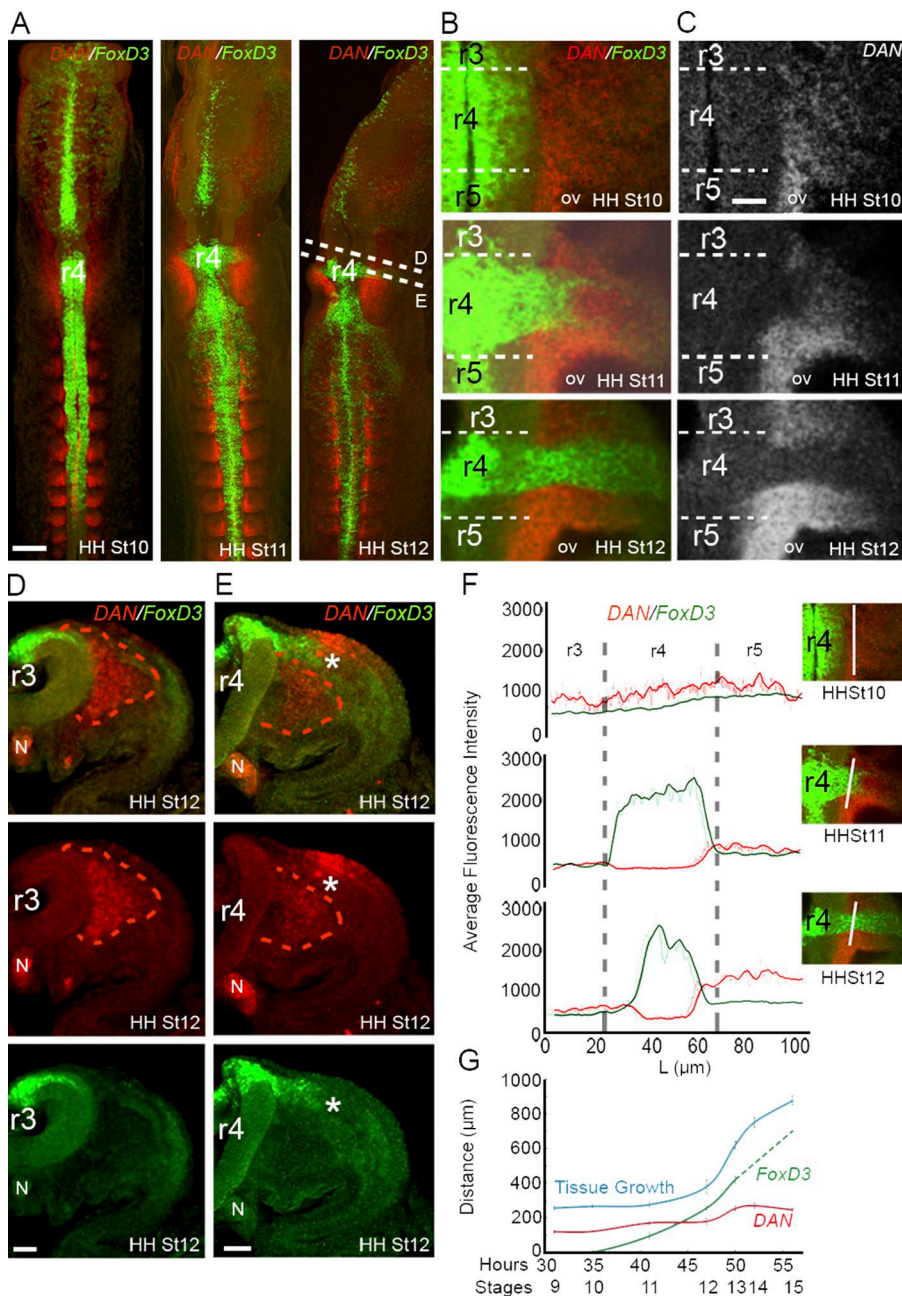 A
DAN/FoxD3
r4
HH St10
DAN/FoxD3
r4
HH St11
DAN/FoxD3
D
r4
E
HH St12
B
DAN/FoxD3
r3
r4
r5
ov HH St10
r3
r4
r5
ov HH St11
r3
r4
r5
ov HH St12
C
DAN
r3
r4
r5
ov HH St10
r3
r4
r5
ov HH St11
r3
r4
r5
ov HH St12
D
DAN/FoxD3
r3
N
HH St12
r3
N
HH St12
r3
N
HH St12
E
DAN/FoxD3
r4
*
N
HH St12
r4
*
N
HH St12
r4
*
N
HH St12
F
DAN/FoxD3
Average Fluorescence Intensity
3000
2000
1000
0
r3 r4 r5
r4
HHSt10
3000
2000
1000
0
r4
HHSt11
3000
2000
1000
0
r4
HHSt12
0 20 40 60 80 100
L (µm)
G
Distance (µm)
1000
800
600
400
200
0
Tissue Growth
FoxD3
DAN
Hours 30 35 40 45 50 55
Stages 9 10 11 12 13 14 15